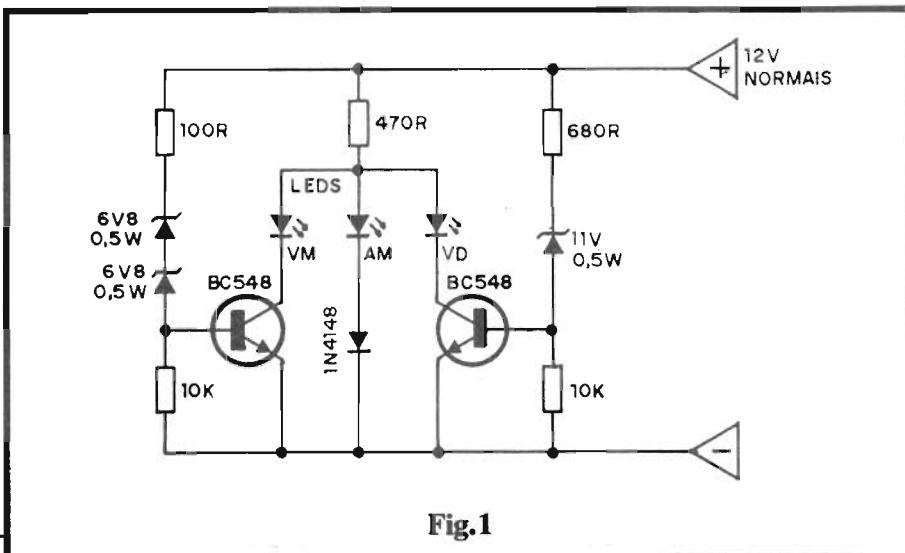 12V
NORMAIS
100R
470R
680R
LEDS
6V8
0,5W
VM
AM
VD
11V
0,5W
6V8
0,5W
BC548
BC548
1N4148
10K
10K
Fig.1